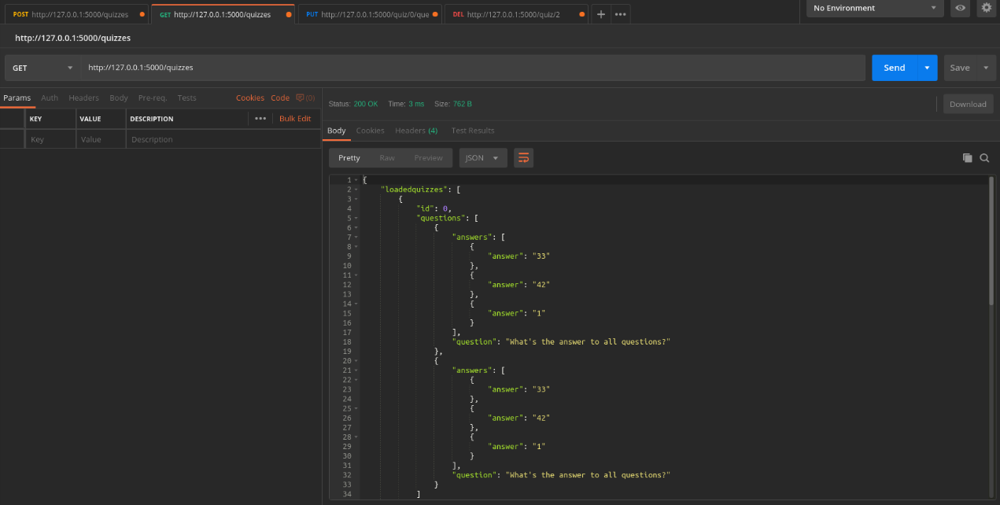 POST http://127.0.0.1:5000/quizzes GET http://127.0.0.1:5000/quizzes PUT http://127.0.0.1:5000/quiz/0/que DEL http://127.0.0.1:5000/quiz/2 + ••• No Environment
http://127.0.0.1:5000/quizzes
GET http://127.0.0.1:5000/quizzes Send Save
Params Auth Headers Body Pre-req. Tests Cookies Code (0)
KEY VALUE DESCRIPTION ••• Bulk Edit
Key Value Description
Status: 200 OK Time: 3 ms Size: 762 B Download
Body Cookies Headers (4) Test Results
Pretty Raw Preview JSON
1 {
2 "loadedquizzes": [
3 {
4 "id": 0,
5 "questions": [
6 {
7 "answers": [
8 {
9 "answer": "33"
10 },
11 {
12 "answer": "42"
13 },
14 {
15 "answer": "1"
16 }
17 ],
18 "question": "What's the answer to all questions?"
19 },
20 {
21 "answers": [
22 {
23 "answer": "33"
24 },
25 {
26 "answer": "42"
27 },
28 {
29 "answer": "1"
30 }
31 ],
32 "question": "What's the answer to all questions?"
33 }
34 ]